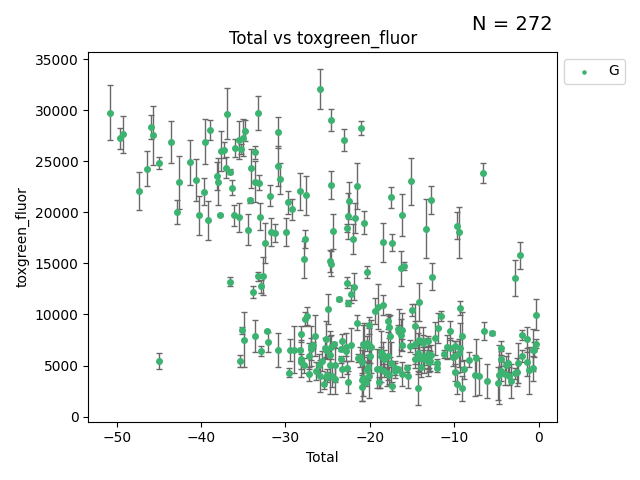 N = 272
Total vs toxgreen_fluor
G
toxgreen_fluor
35000
30000
25000
20000
15000
10000
5000
0
−50 −40 −30 −20 −10 0
Total